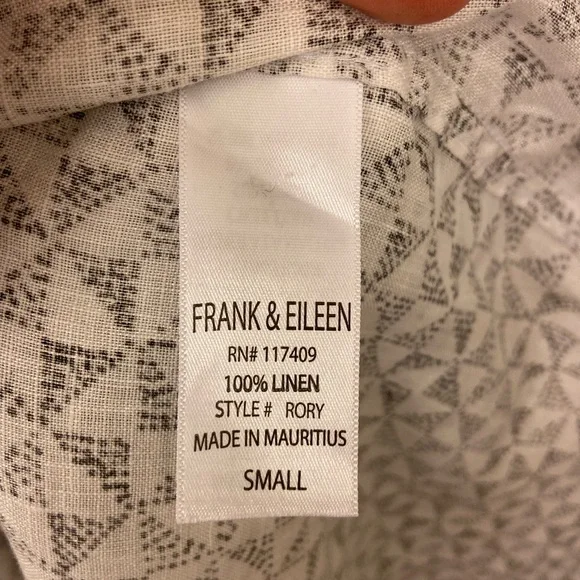 FRANK & EILEEN
RN# 117409
100% LINEN
STYLE # RORY
MADE IN MAURITIUS
SMALL